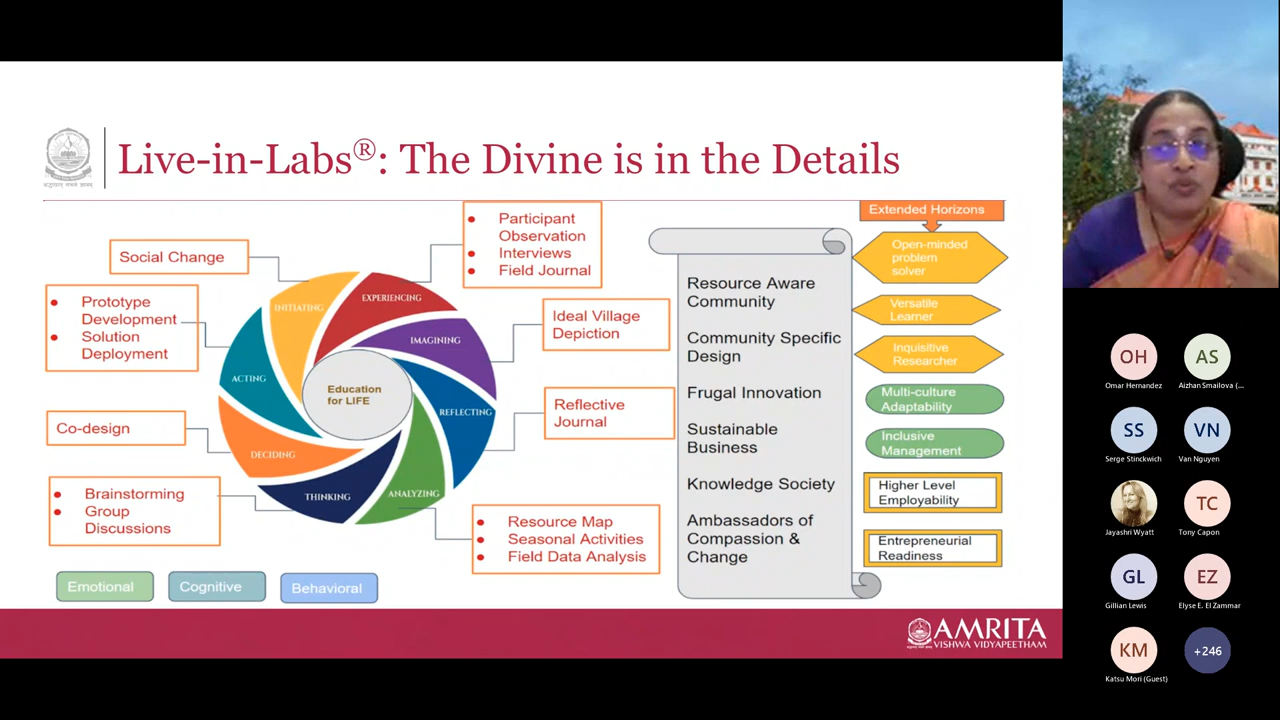 Live-in-Labs®: The Divine is in the Details
Social Change
Prototype
Development
Solution
Deployment
Co-design
Brainstorming
Group
Discussions
Participant
Observation
Interviews
Field Journal
Ideal Village
Depiction
Reflective
Journal
Resource Map
Seasonal Activities
Field Data Analysis
INITIATING
EXPERIENCING
IMAGINING
REFLECTING
ANALYZING
THINKING
DECIDING
ACTING
Education
for LIFE
Emotional
Cognitive
Behavioral
Resource Aware
Community
Community Specific
Design
Frugal Innovation
Sustainable
Business
Knowledge Society
Ambassadors of
Compassion &
Change
Extended Horizons
Open-minded
problem
solver
Versatile
Learner
Inquisitive
Researcher
Multi-culture
Adaptability
Inclusive
Management
Higher Level
Employability
Entrepreneurial
Readiness
AMRITA
VISHWA VIDYAPEETHAM
OH
Omar Hernandez
AS
Aizhan Smailova (...
SS
Serge Stinckwich
VN
Van Nguyen
Jayashri Wyatt
TC
Tony Capon
GL
Gillian Lewis
EZ
Elyse E. El Zammar
KM
Katsu Mori (Guest)
+246